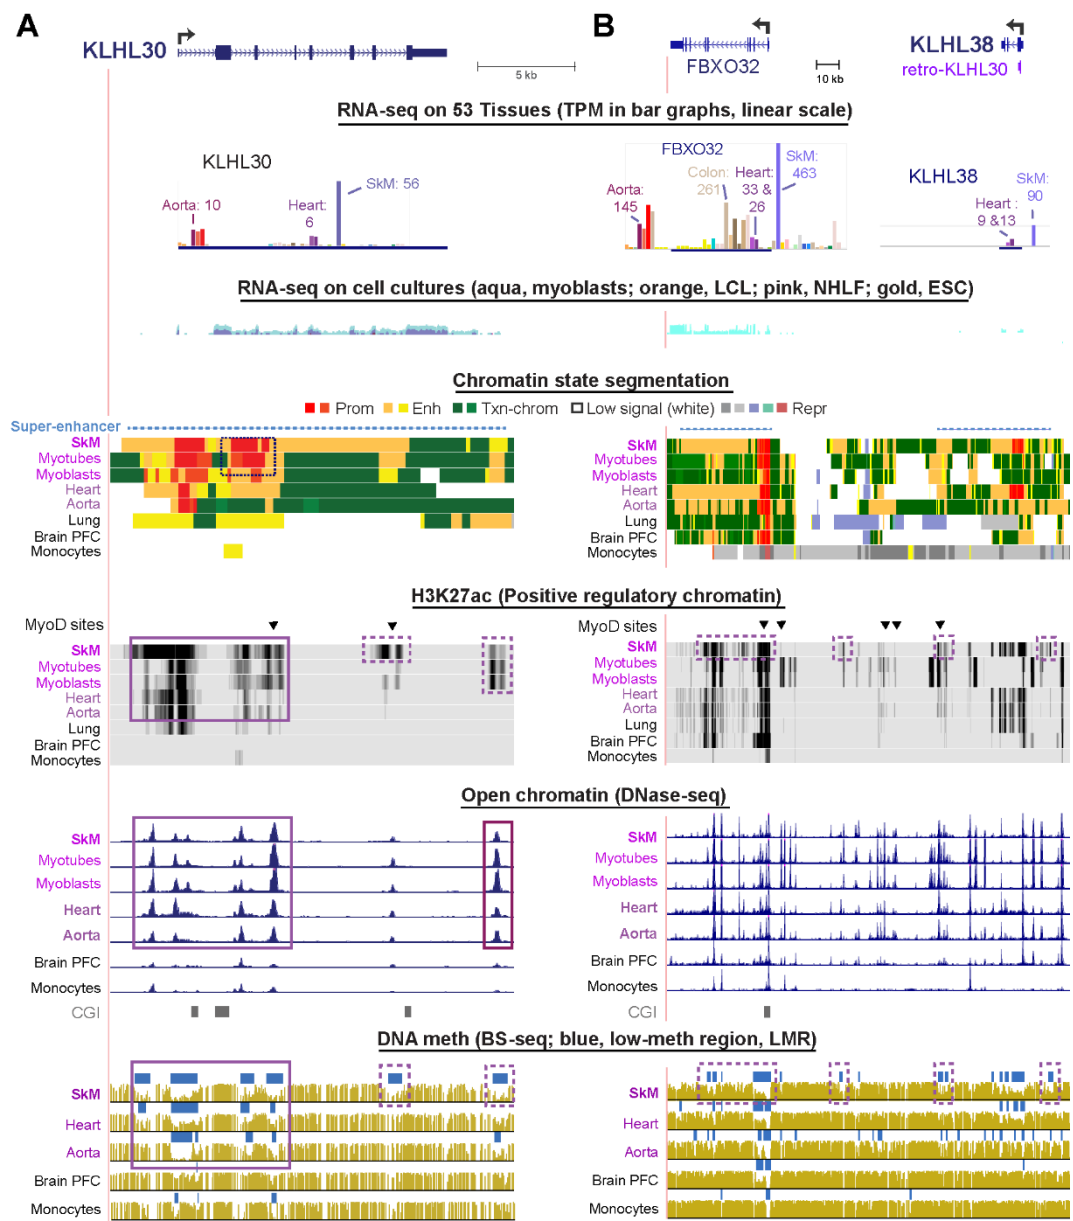 A
B
KLHL30
5 kb
FBXO32
10 kb
KLHL38
retro-KLHL30
RNA-seq on 53 Tissues (TPM in bar graphs, linear scale)
KLHL30
Aorta: 10
Heart:
6
SkM: 56
FBXO32
Aorta:
145
Colon:
261
Heart:
33 &
26
SkM:
463
KLHL38
Heart :
9 &13
SkM:
90
RNA-seq on cell cultures (aqua, myoblasts; orange, LCL; pink, NHLF; gold, ESC)
Chromatin state segmentation
Prom Enh Txn-chrom Low signal (white) Repr
Super-enhancer
SkM
Myotubes
Myoblasts
Heart
Aorta
Lung
Brain PFC
Monocytes
SkM
Myotubes
Myoblasts
Heart
Aorta
Lung
Brain PFC
Monocytes
H3K27ac (Positive regulatory chromatin)
MyoD sites
SkM
Myotubes
Myoblasts
Heart
Aorta
Lung
Brain PFC
Monocytes
MyoD sites
SkM
Myotubes
Myoblasts
Heart
Aorta
Lung
Brain PFC
Monocytes
Open chromatin (DNase-seq)
SkM
Myotubes
Myoblasts
Heart
Aorta
Brain PFC
Monocytes
CGI
SkM
Myotubes
Myoblasts
Heart
Aorta
Brain PFC
Monocytes
CGI
DNA meth (BS-seq; blue, low-meth region, LMR)
SkM
Heart
Aorta
Brain PFC
Monocytes
SkM
Heart
Aorta
Brain PFC
Monocytes